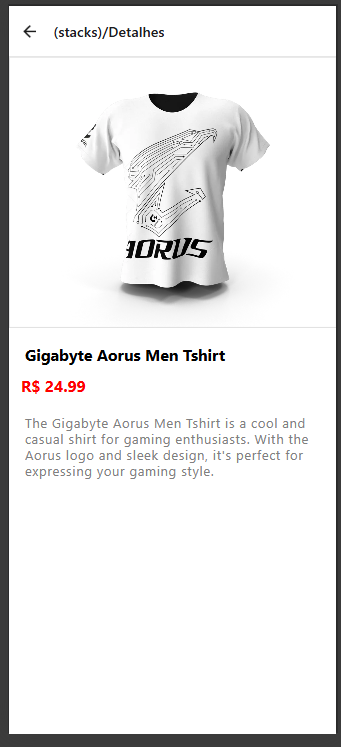 (stacks)/Detalhes
AORUS
Gigabyte Aorus Men Tshirt
R$ 24.99
The Gigabyte Aorus Men Tshirt is a cool and
casual shirt for gaming enthusiasts. With the
Aorus logo and sleek design, it's perfect for
expressing your gaming style.